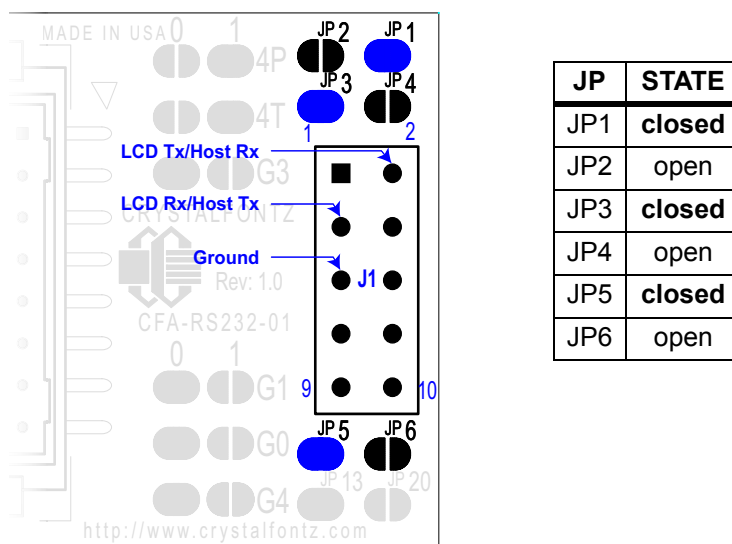 MADE IN USA
0 1
JP2 JP1
4P
JP3 JP4
4T
1 2
LCD Tx/Host Rx
G3
LCD Rx/Host Tx
CRYSTALFONTZ
Ground
J1
Rev: 1.0
CFA-RS232-01
0 1
G1
9 10
JP5 JP6
G0
JP13 JP20
G4
http://www.crystalfontz.com
JP STATE
JP1 closed
JP2 open
JP3 closed
JP4 open
JP5 closed
JP6 open